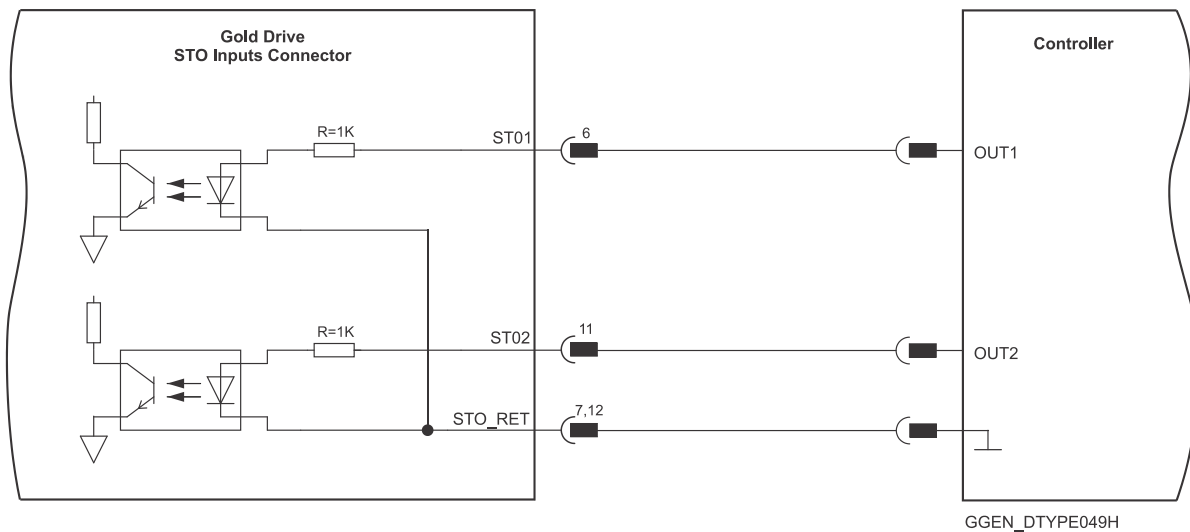 Gold Drive
STO Inputs Connector
Controller
R=1K
ST01
6
OUT1
R=1K
ST02
11
OUT2
STO_RET
7,12
GGEN_DTYPE049H